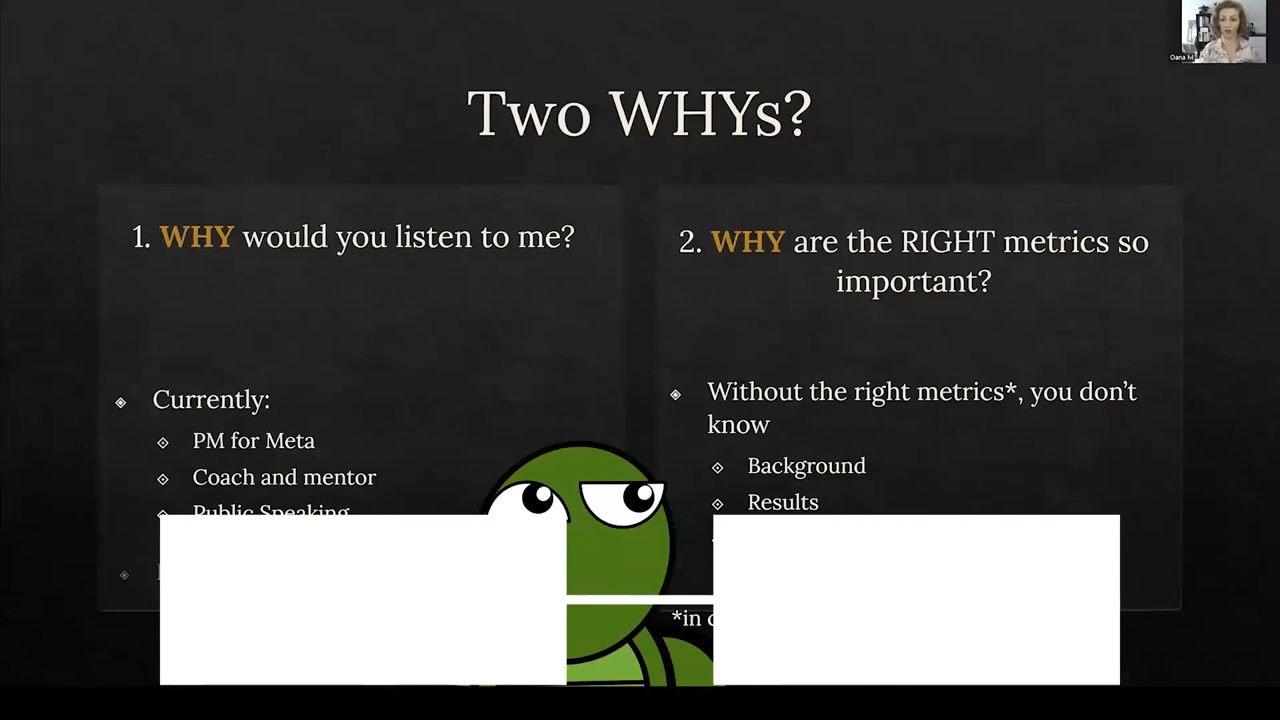 Oana M
Two WHYs?
1. WHY would you listen to me?
Currently:
PM for Meta
Coach and mentor
Public Speaking
2. WHY are the RIGHT metrics so
important?
Without the right metrics*, you don’t
know
Background
Results
*in